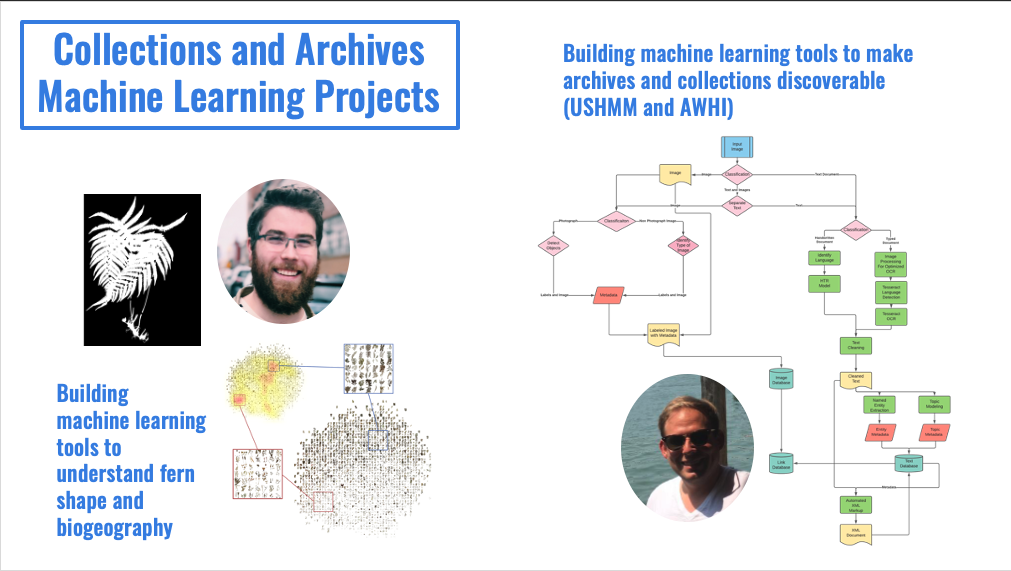 Collections and Archives
Machine Learning Projects
Building
machine learning
tools to
understand fern
shape and
biogeography
Building machine learning tools to make
archives and collections discoverable
(USHMM and AWHI)
Input
Image
Classification
Image
Image
Text Document
Text and Images
Separate
Text
Image
Text
Classification
Photograph
Non Photograph Image
Detect
Objects
Identify
Type of
Image
Labels and Image
Metadata
Labels and Image
Labeled Image
with Metadata
Classification
Handwritten
Document
Typed
Document
Identify
Language
HTR
Model
Image
Processing
For Optimized
OCR
Tesseract
Language
Detection
Tesseract
OCR
Text
Cleaning
Cleaned
Text
Named
Entity
Extraction
Topic
Modeling
Entity
Metadata
Topic
Metadata
Image
Database
Link
Database
Text
Database
Metadata
Automated
XML
Markup
XML
Document